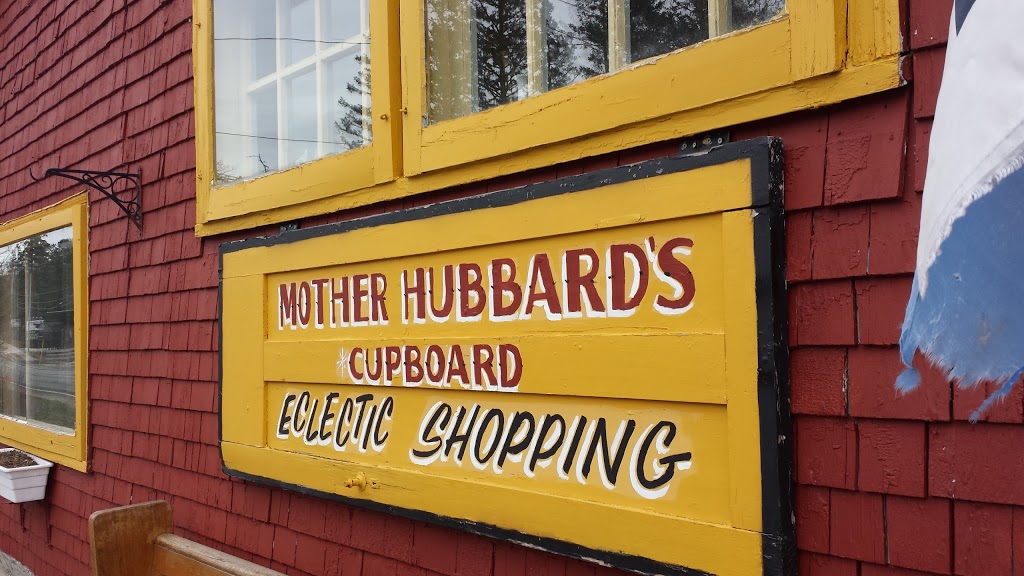 MOTHER HUBBARD'S
CUPBOARD
ECLECTIC SHOPPING